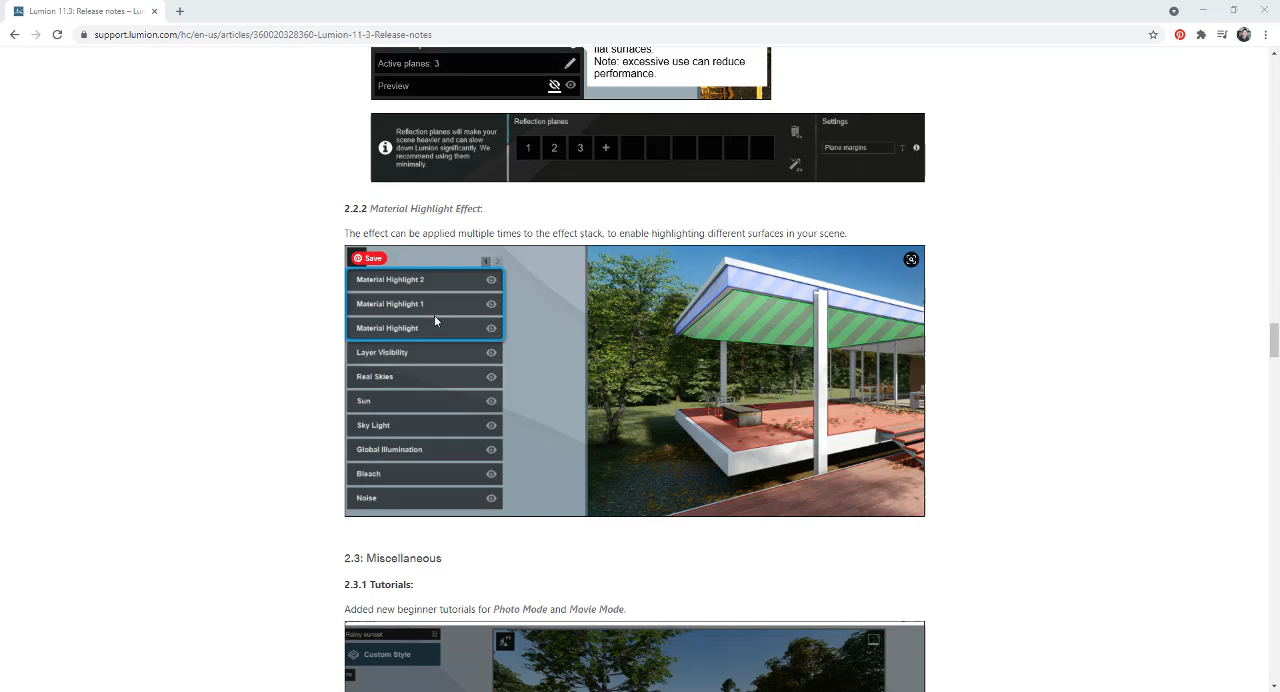 Lumion 11.3: Release notes – Lu
support.lumion.com/hc/en-us/articles/360020328360-Lumion-11-3-Release-notes
flat surfaces.
Active planes: 3
Note: excessive use can reduce
performance.
Preview
Reflection planes
Settings
Reflection planes will make your
scene heavier and can slow
down Lumion significantly. We
recommend using them
minimally.
1 2 3 +
Plane margins
2.2.2 Material Highlight Effect:
The effect can be applied multiple times to the effect stack, to enable highlighting different surfaces in your scene.
Save
1 2
Material Highlight 2
Material Highlight 1
Material Highlight
Layer Visibility
Real Skies
Sun
Sky Light
Global Illumination
Bleach
Noise
2.3: Miscellaneous
2.3.1 Tutorials:
Added new beginner tutorials for Photo Mode and Movie Mode.
Rainy sunset
Custom Style
FX
FX